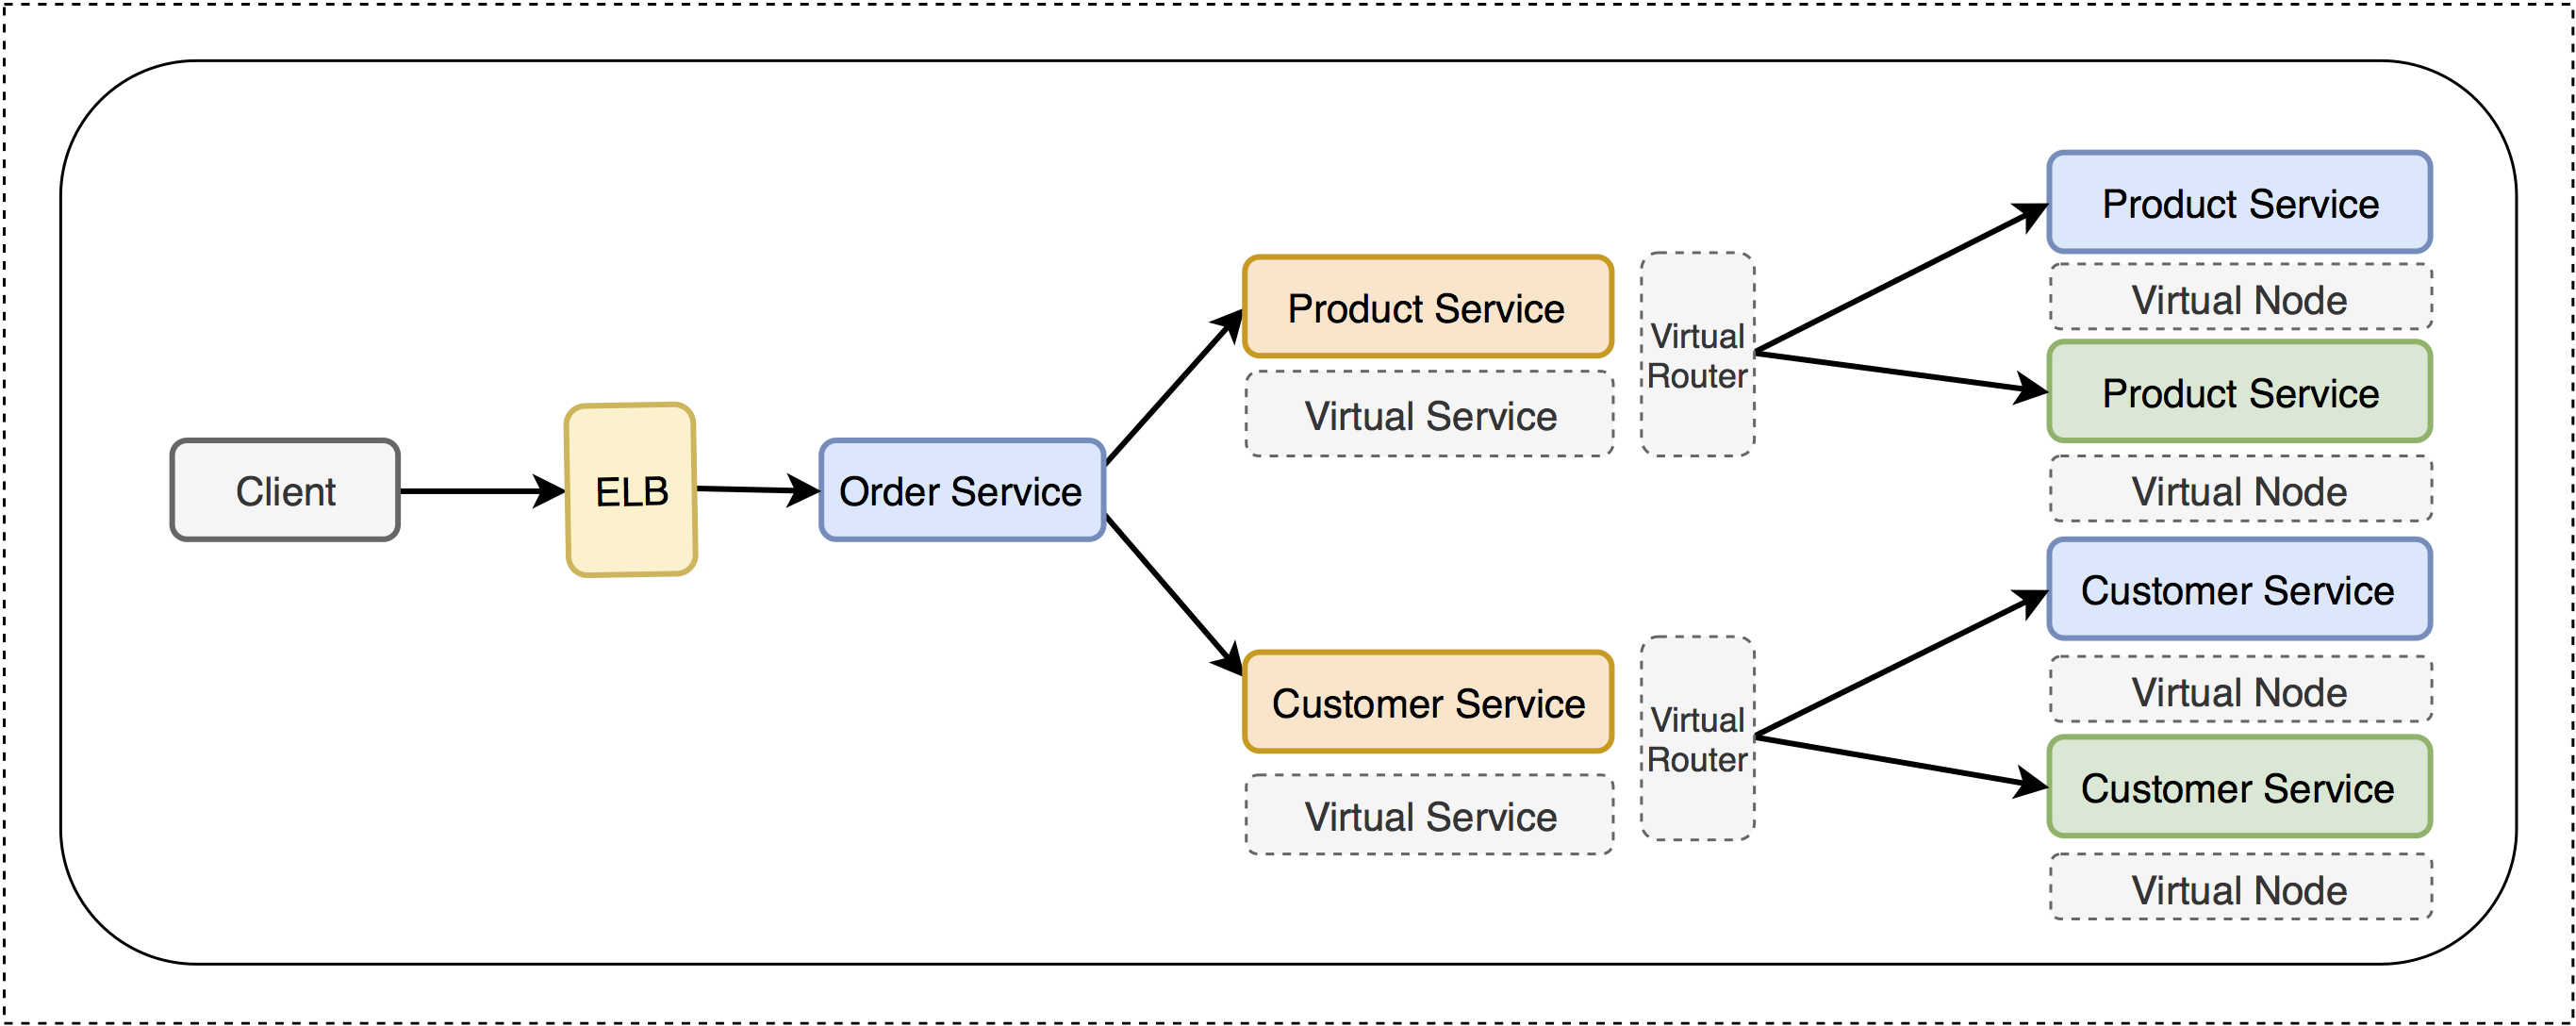 Client
ELB
Order Service
Product Service
Virtual Service
Virtual
Router
Customer Service
Virtual Service
Virtual
Router
Product Service
Virtual Node
Product Service
Virtual Node
Customer Service
Virtual Node
Customer Service
Virtual Node